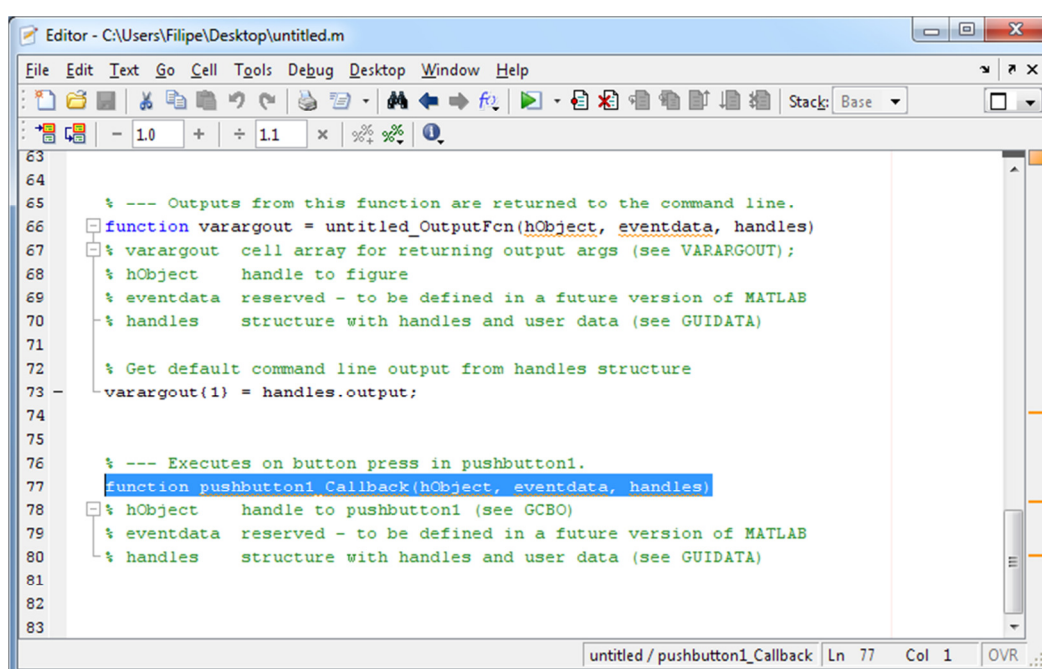 Editor - C:\Users\Filipe\Desktop\untitled.m
File Edit Text Go Cell Tools Debug Desktop Window Help
Stack: Base
- 1.0 + ÷ 1.1 ×
63
64
65 % --- Outputs from this function are returned to the command line.
66 function varargout = untitled_OutputFcn(hObject, eventdata, handles)
67 % varargout cell array for returning output args (see VARARGOUT);
68 % hObject handle to figure
69 % eventdata reserved - to be defined in a future version of MATLAB
70 % handles structure with handles and user data (see GUIDATA)
71
72 % Get default command line output from handles structure
73 - varargout{1} = handles.output;
74
75
76 % --- Executes on button press in pushbutton1.
77 function pushbutton1_Callback(hObject, eventdata, handles)
78 % hObject handle to pushbutton1 (see GCBO)
79 % eventdata reserved - to be defined in a future version of MATLAB
80 % handles structure with handles and user data (see GUIDATA)
81
82
83
untitled / pushbutton1_Callback Ln 77 Col 1 OVR